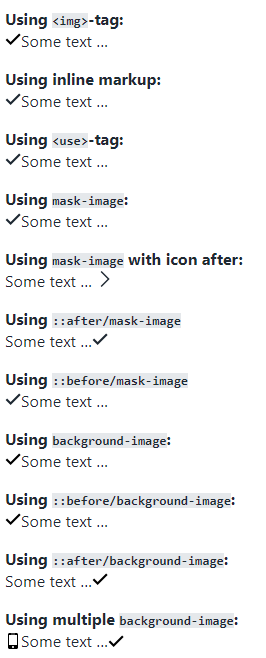 Using <img>-tag:
Some text ...
Using inline markup:
Some text ...
Using <use>-tag:
Some text ...
Using mask-image:
Some text ...
Using mask-image with icon after:
Some text ...
Using ::after/mask-image
Some text ...
Using ::before/mask-image
Some text ...
Using background-image:
Some text ...
Using ::before/background-image:
Some text ...
Using ::after/background-image:
Some text ...
Using multiple background-image:
Some text ...